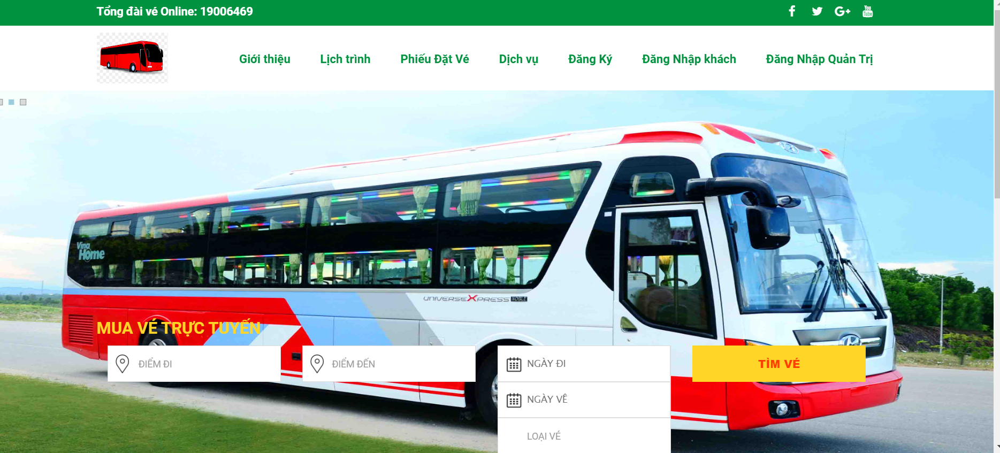 Tổng đài vé Online: 19006469
You
Tube
Giới thiệu
Lịch trình
Phiếu Đặt Vé
Dịch vụ
Đăng Ký
Đăng Nhập khách
Đăng Nhập Quản Trị
Vina
Home
UNIVERSE XPRESS NOBLE
MUA VÉ TRỰC TUYẾN
ĐIỂM ĐI
ĐIỂM ĐẾN
NGÀY ĐI
TÌM VÉ
NGÀY VỀ
LOẠI VÉ